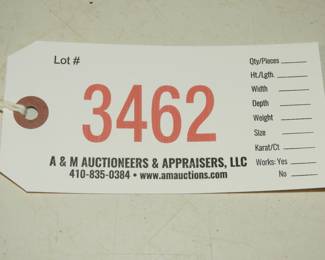 Lot #
3462
A & M AUCTIONEERS & APPRAISERS, LLC
410-835-0384 • www.amauctions.com
Qty/Pieces
Ht./Lgth.
Width
Depth
Weight
Size
Karat/Ct
Works: Yes
No